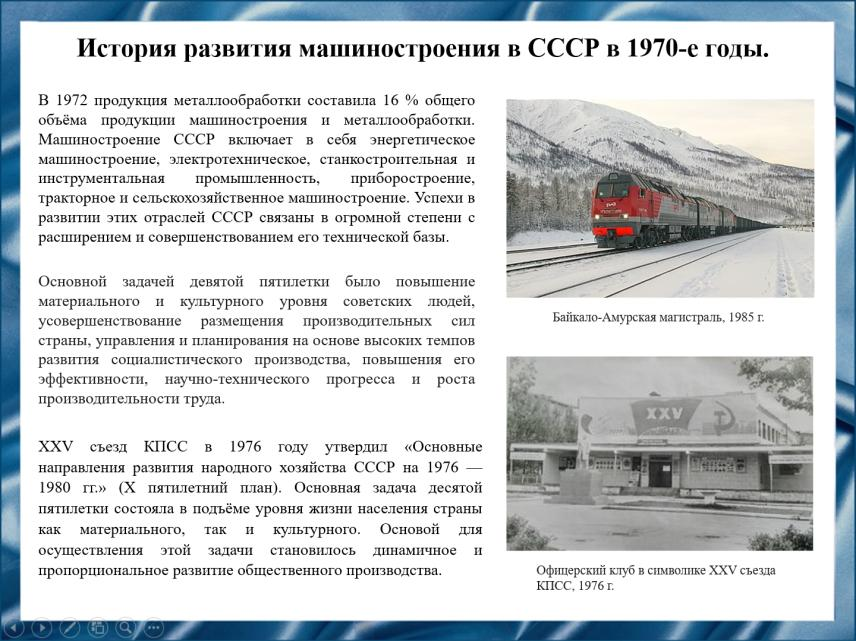 История развития машиностроения в СССР в 1970-е годы.
В 1972 продукция металлообработки составила 16 % общего
объёма продукции машиностроения и металлообработки.
Машиностроение СССР включает в себя энергетическое
машиностроение, электротехническое, станкостроительная и
инструментальная промышленность, приборостроение,
тракторное и сельскохозяйственное машиностроение. Успехи в
развитии этих отраслей СССР связаны в огромной степени с
расширением и совершенствованием его технической базы.
Основной задачей девятой пятилетки было повышение
материального и культурного уровня советских людей,
усовершенствование размещения производительных сил
страны, управления и планирования на основе высоких темпов
развития социалистического производства, повышения его
эффективности, научно-технического прогресса и роста
производительности труда.
XXV съезд КПСС в 1976 году утвердил «Основные
направления развития народного хозяйства СССР на 1976 —
1980 гг.» (X пятилетний план). Основная задача десятой
пятилетки состояла в подъёме уровня жизни населения страны
как материального, так и культурного. Основой для
осуществления этой задачи становилось динамичное и
пропорциональное развитие общественного производства.
Байкало-Амурская магистраль, 1985 г.
XXV
Офицерский клуб в символике XXV съезда
КПСС, 1976 г.